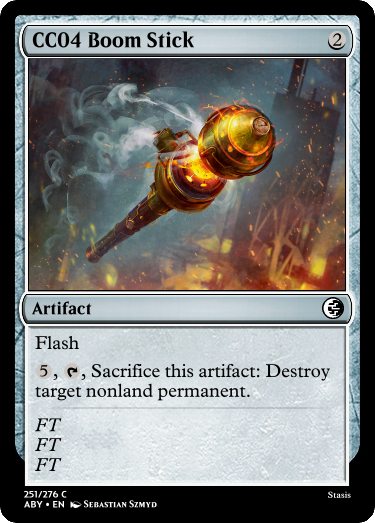 CC04 Boom Stick 2
Artifact
Flash
5, , Sacrifice this artifact: Destroy
target nonland permanent.
FT
FT
FT
251/276 C
ABY • EN Sebastian Szmyd
Stasis